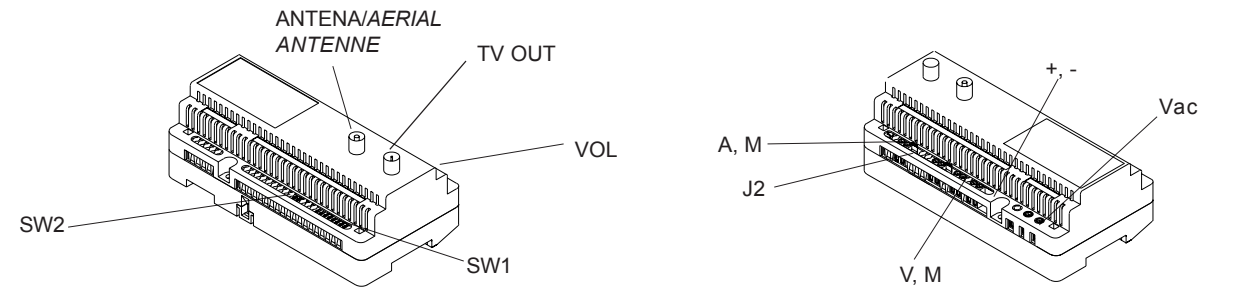 ANTENA/AERIAL
ANTENNE
TV OUT
VOL
SW2
SW1
+, -
Vac
A, M
J2
V, M